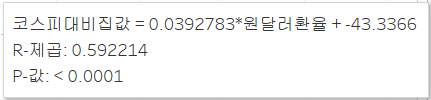 코스피대비집값 = 0.0392783*원달러환율 + -43.3366
R-제곱: 0.592214
P-값: < 0.0001